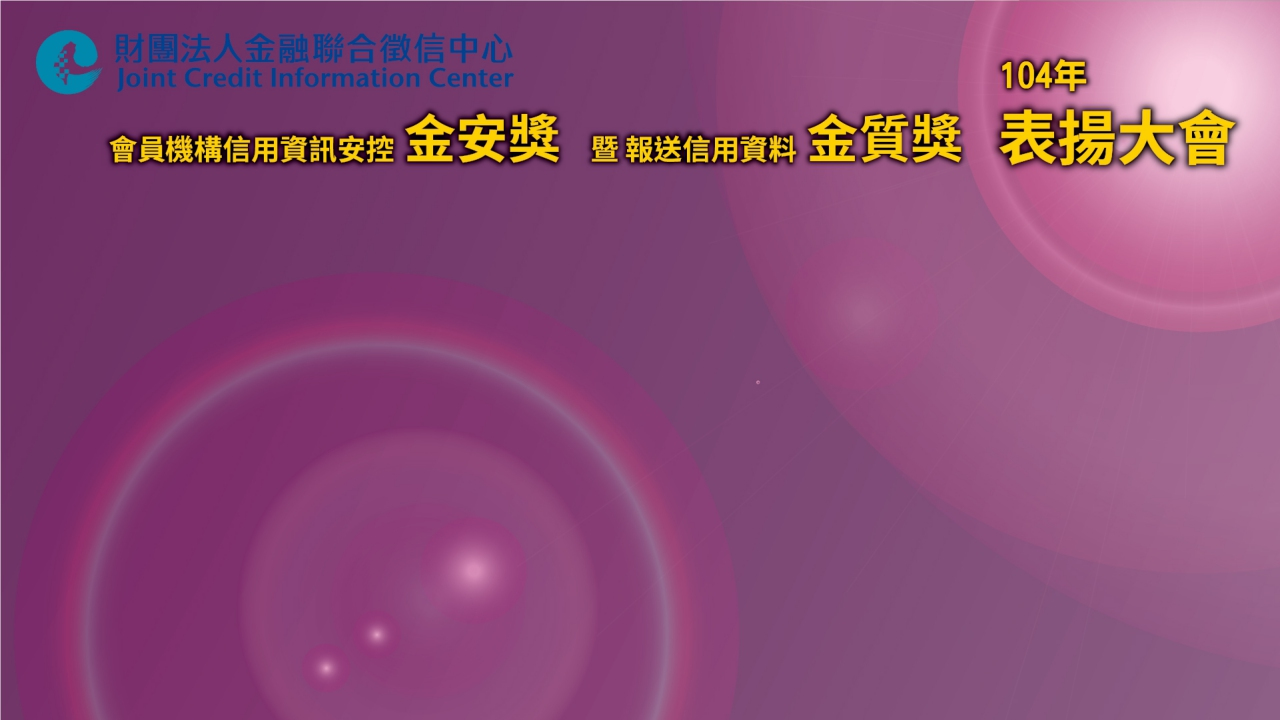 財團法人金融聯合徵信中心
Joint Credit Information Center
104年
會員機構信用資訊安控 金安獎 暨 報送信用資料 金質獎 表揚大會